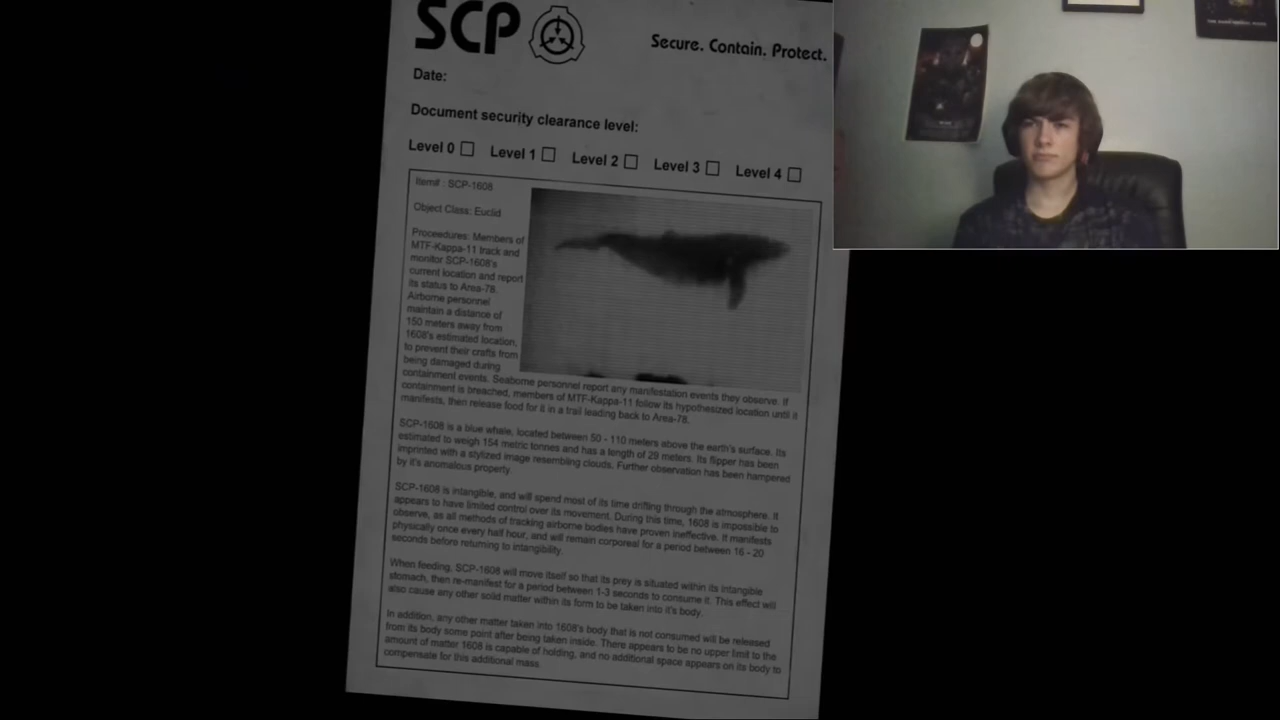 SCP
Secure. Contain. Protect.
Date:
Document security clearance level:
Level 0 Level 1 Level 2 Level 3 Level 4
Item# : SCP-1608
Object Class: Euclid
Proceedures: Members of
MTF-Kappa-11 track and
monitor SCP-1608's
current location and report
its status to Area-78.
Airborne personnel
maintain a distance of
150 meters away from
1608's estimated location,
to prevent their crafts from
being damaged during
containment events. Seaborne personnel report any manifestation events they observe. If
containment is breached, members of MTF-Kappa-11 follow its hypothesized location until it
manifests, then release food for it in a trail leading back to Area-78.
SCP-1608 is a blue whale, located between 50 - 110 meters above the earth's surface. Its
estimated to weigh 154 metric tonnes and has a length of 29 meters. Its flipper has been
imprinted with a stylized image resembling clouds. Further observation has been hampered
by it's anomalous property.
SCP-1608 is intangible, and will spend most of its time drifting through the atmosphere. It
appears to have limited control over its movement. During this time, 1608 is impossible to
observe, as all methods of tracking airborne bodies have proven ineffective. It manifests
physically once every half hour, and will remain corporeal for a period between 16 - 20
seconds before returning to intangibility.
When feeding, SCP-1608 will move itself so that its prey is situated within its intangible
stomach, then re-manifest for a period between 1-3 seconds to consume it. This effect will
also cause any other solid matter within its form to be taken into it's body.
In addition, any other matter taken into 1608's body that is not consumed will be released
from its body some point after being taken inside. There appears to be no upper limit to the
amount of matter 1608 is capable of holding, and no additional space appears on its body to
compensate for this additional mass.